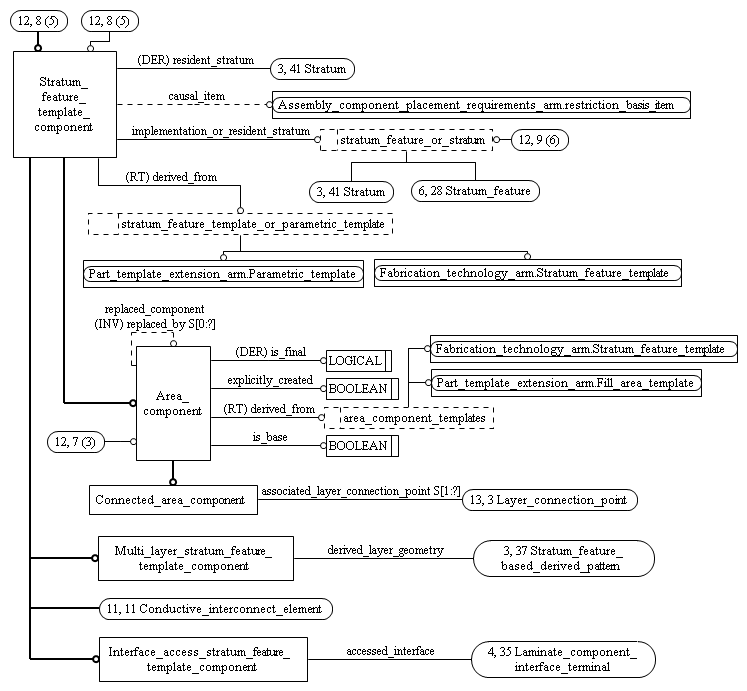 12, 8 (5)
12, 8 (5)
Stratum_
feature_
template_
component
(DER) resident_stratum
3, 41 Stratum
causal_item
Assembly_component_placement_requirements_arm.restriction_basis_item
implementation_or_resident_stratum
stratum_feature_or_stratum
12, 9 (6)
3, 41 Stratum
6, 28 Stratum_feature
(RT) derived_from
stratum_feature_template_or_parametric_template
Part_template_extension_arm.Parametric_template
Fabrication_technology_arm.Stratum_feature_template
replaced_component
(INV) replaced_by S[0:?]
Area_
component
(DER) is_final
LOGICAL
explicitly_created
BOOLEAN
(RT) derived_from
area_component_templates
is_base
BOOLEAN
Fabrication_technology_arm.Stratum_feature_template
Part_template_extension_arm.Fill_area_template
12, 7 (3)
Connected_area_component
associated_layer_connection_point S[1:?]
13, 3 Layer_connection_point
Multi_layer_stratum_feature_
template_component
derived_layer_geometry
3, 37 Stratum_feature_
based_derived_pattern
11, 11 Conductive_interconnect_element
Interface_access_stratum_feature_
template_component
accessed_interface
4, 35 Laminate_component_
interface_terminal